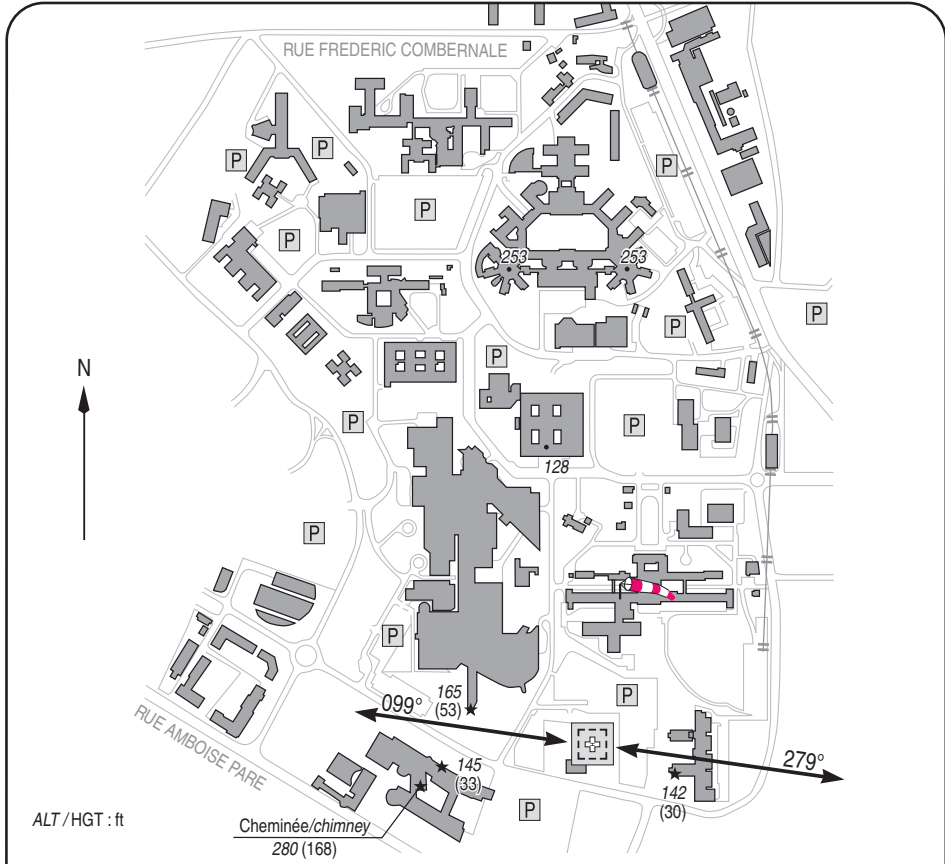 RUE FREDERIC COMBERNALE
P
P
P
P
P
253
253
P
P
N
P
P
P
128
P
P
165
(53)
099°
P
279°
RUE AMBOISE PARE
145
(33)
142
(30)
P
ALT / HGT : ft
Cheminée/chimney
280 (168)